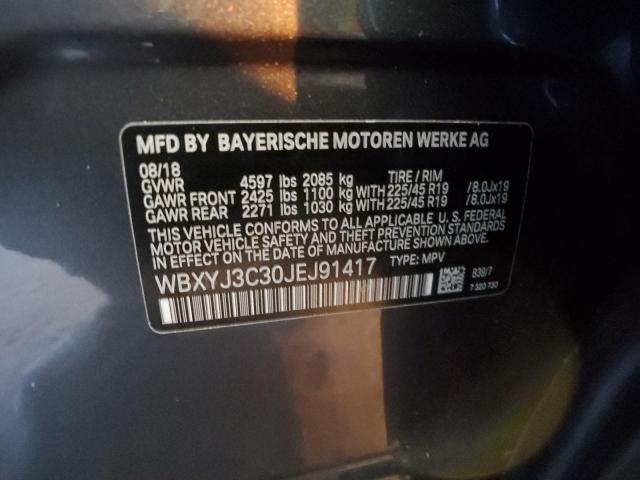 MFD BY BAYERISCHE MOTOREN WERKE AG
08/18 TIRE / RIM
GVWR 4597 lbs 2085 kg
GAWR FRONT 2425 lbs 1100 kg WITH 225/45 R19 /8.0Jx19
GAWR REAR 2271 lbs 1030 kg WITH 225/45 R19 /8.0Jx19
THIS VEHICLE CONFORMS TO ALL APPLICABLE U. S. FEDERAL
MOTOR VEHICLE SAFETY AND THEFT PREVENTION STANDARDS
IN EFFECT ON THE DATE OF MANUFACTURE SHOWN ABOVE.
WBXYJ3C30JEJ91417 TYPE: MPV
839/7
7 320 730